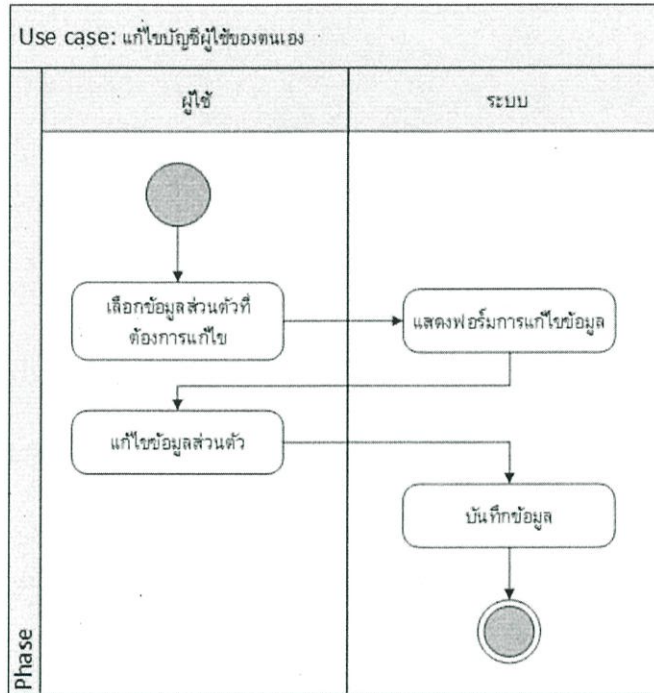 Use case: แก้ไขบัญชีผู้ใช้ของตนเอง
ผู้ใช้
ระบบ
เลือกข้อมูลส่วนตัวที่
ต้องการแก้ไข
แสดงฟอร์มการแก้ไขข้อมูล
แก้ไขข้อมูลส่วนตัว
บันทึกข้อมูล
Phase